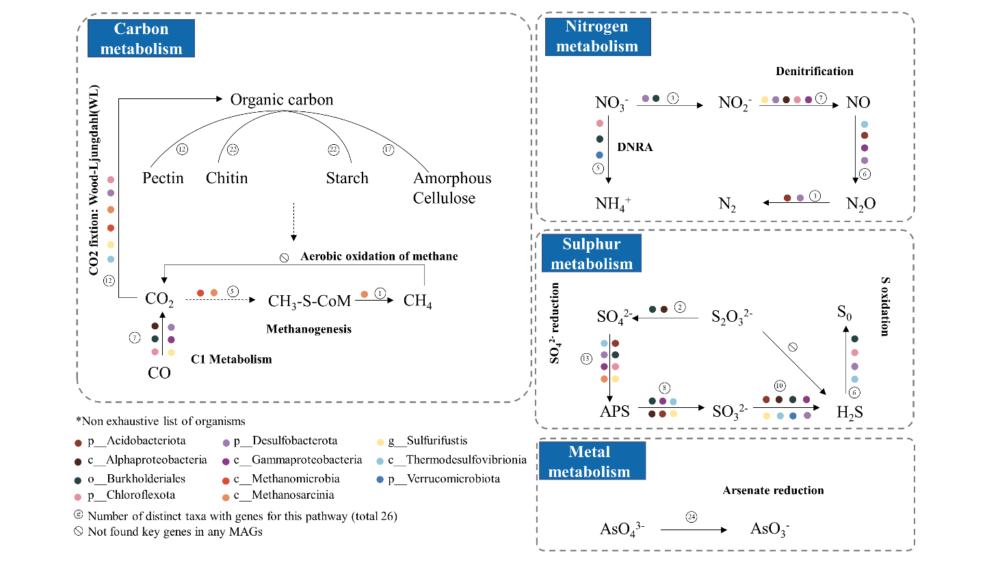 Carbon
metabolism
CO2 fixtion: Wood-Ljungdahl(WL)
Organic carbon
12
22
22
17
Pectin
Chitin
Starch
Amorphous
Cellulose
Aerobic oxidation of methane
12
CO₂
5
CH₃-S-CoM
1
CH₄
Methanogenesis
7
C1 Metabolism
CO
Nitrogen
metabolism
Denitrification
NO₃⁻
3
NO₂⁻
7
NO
DNRA
5
6
NH₄⁺
N₂
3
N₂O
Sulphur
metabolism
SO₄²⁻ reduction
S oxidation
SO₄²⁻
2
S₂O₃²⁻
S₀
13
8
10
6
APS
SO₃²⁻
H₂S
Metal
metabolism
Arsenate reduction
AsO₄³⁻
24
AsO₃⁻
*Non exhaustive list of organisms
p__Acidobacteriota
p__Desulfobacterota
g__Sulfurifustis
c__Alphaproteobacteria
c__Gammaproteobacteria
c__Thermodesulfovibrionia
o__Burkholderiales
c__Methanomicrobia
p__Verrucomicrobiota
p__Chloroflexota
c__Methanosarcinia
# Number of distinct taxa with genes for this pathway (total 26)
Not found key genes in any MAGs